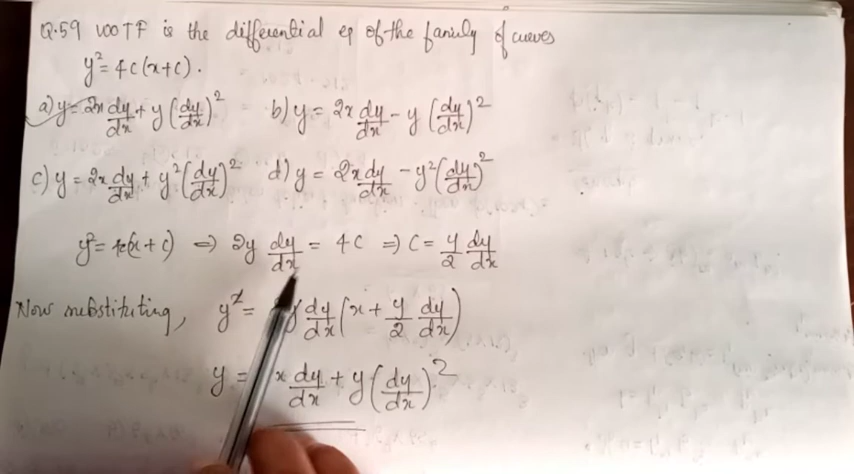 Q.59 WOOTF is the differential eq of the family of curves
y² = 4c(x+c).
a) y = 2x dy/dx + y (dy/dx)² b) y = 2x dy/dx - y (dy/dx)²
c) y = 2x dy/dx + y² (dy/dx)² d) y = 2x dy/dx - y² (dy/dx)²
y² = 4c(x+c) ⇒ 2y dy/dx = 4c ⇒ c = y/2 dy/dx
Now substituting, y² = y dy/dx (x + y/2 dy/dx)
y = x dy/dx + y (dy/dx)²